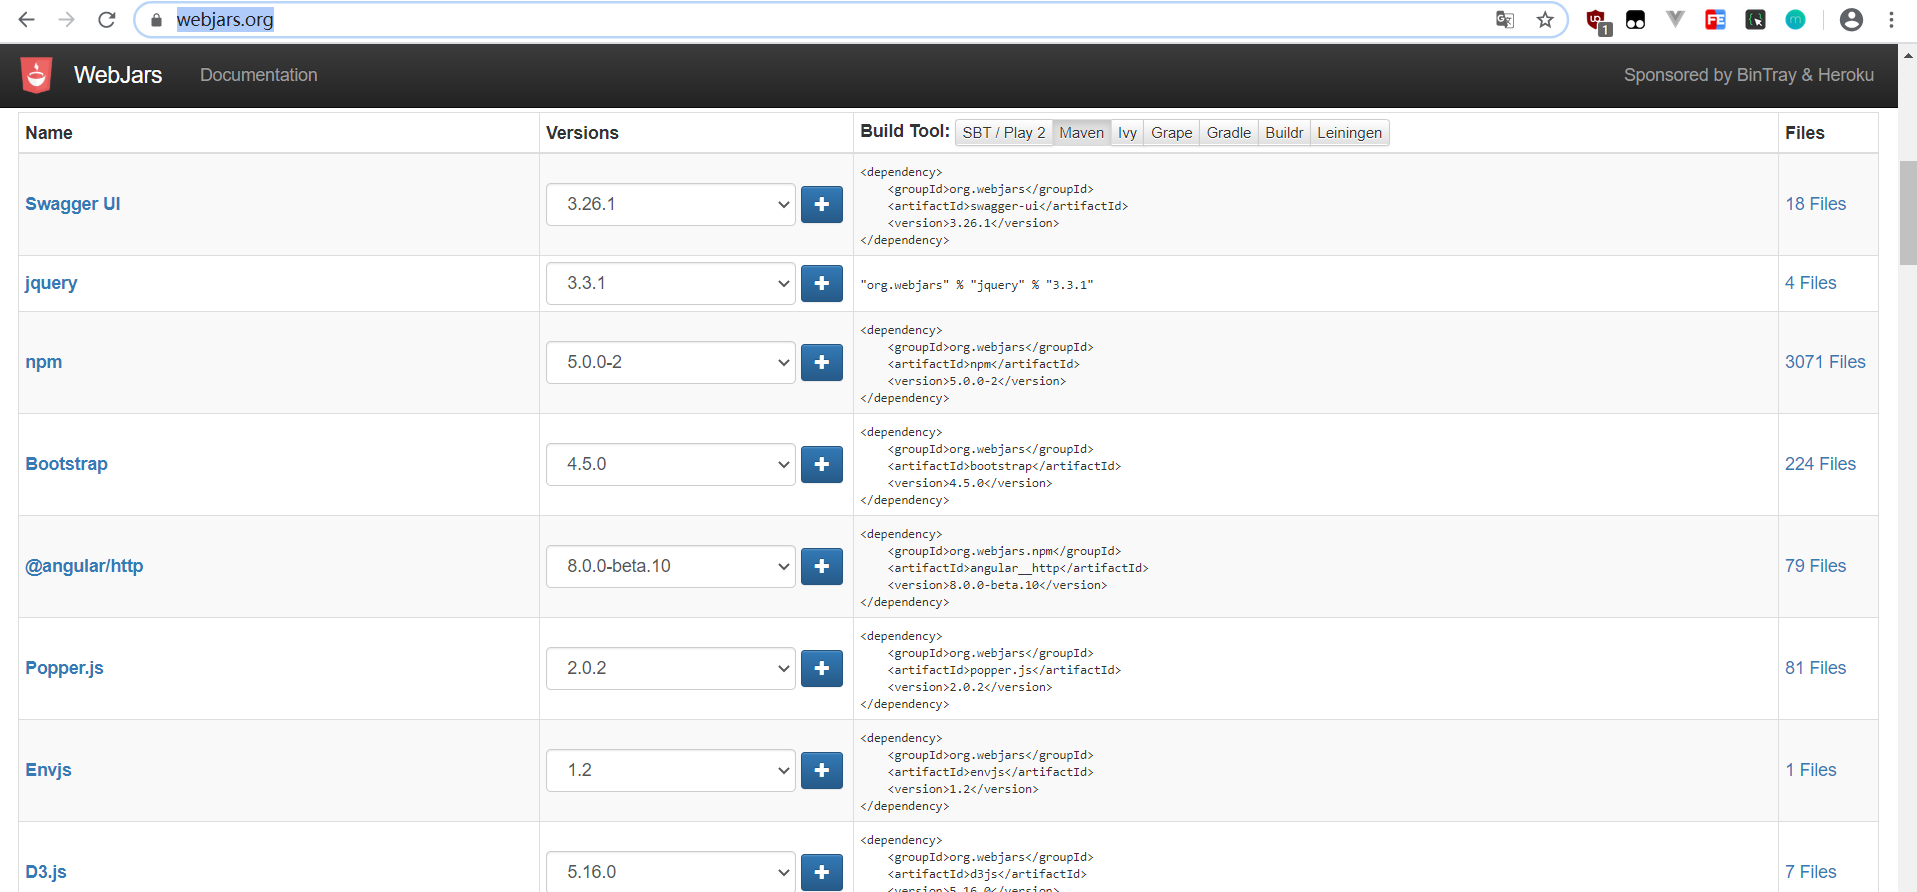 webjars.org
1
WebJars Documentation Sponsored by BinTray & Heroku
Name Versions Build Tool: SBT / Play 2 Maven Ivy Grape Gradle Buildr Leiningen Files
<dependency>
<groupId>org.webjars</groupId>
Swagger UI 3.26.1 <artifactId>swagger-ui</artifactId> 18 Files
<version>3.26.1</version>
</dependency>
jquery 3.3.1 "org.webjars" % "jquery" % "3.3.1" 4 Files
<dependency>
<groupId>org.webjars</groupId>
npm 5.0.0-2 <artifactId>npm</artifactId> 3071 Files
<version>5.0.0-2</version>
</dependency>
<dependency>
<groupId>org.webjars</groupId>
Bootstrap 4.5.0 <artifactId>bootstrap</artifactId> 224 Files
<version>4.5.0</version>
</dependency>
<dependency>
<groupId>org.webjars.npm</groupId>
@angular/http 8.0.0-beta.10 <artifactId>angular__http</artifactId> 79 Files
<version>8.0.0-beta.10</version>
</dependency>
<dependency>
<groupId>org.webjars</groupId>
Popper.js 2.0.2 <artifactId>popper.js</artifactId> 81 Files
<version>2.0.2</version>
</dependency>
<dependency>
<groupId>org.webjars</groupId>
Envjs 1.2 <artifactId>envjs</artifactId> 1 Files
<version>1.2</version>
</dependency>
<dependency>
<groupId>org.webjars</groupId>
D3.js 5.16.0 <artifactId>d3js</artifactId> 7 Files
<version>5.16.0</version>